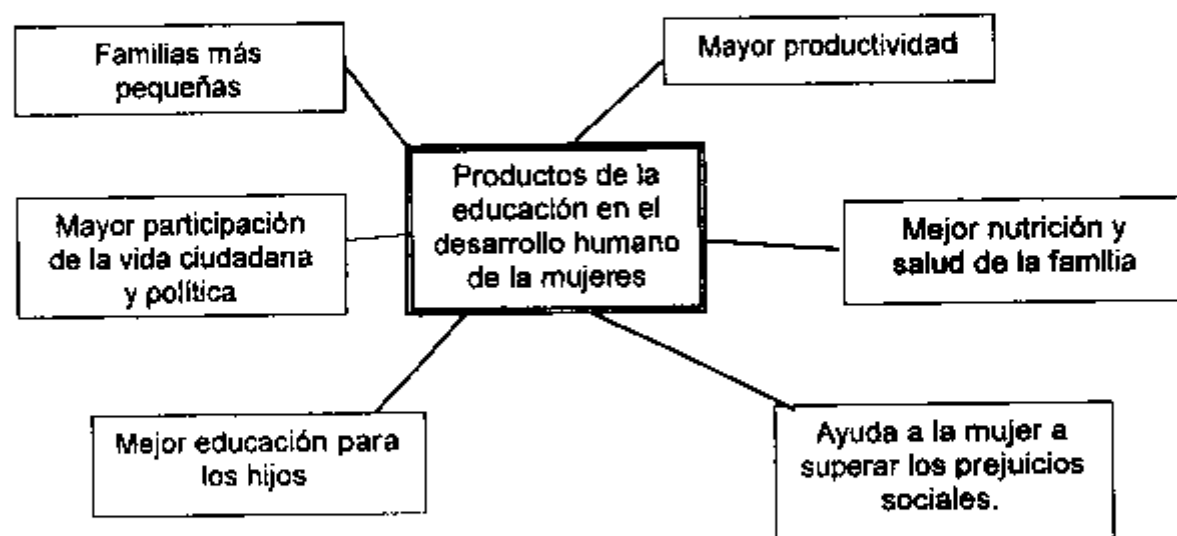 Familias más
pequeñas
Mayor productividad
Productos de la
educación en el
desarrollo humano
de la mujeres
Mayor participación
de la vida ciudadana
y política
Mejor nutrición y
salud de la familia
Mejor educación para
los hijos
Ayuda a la mujer a
superar los prejuicios
sociales.